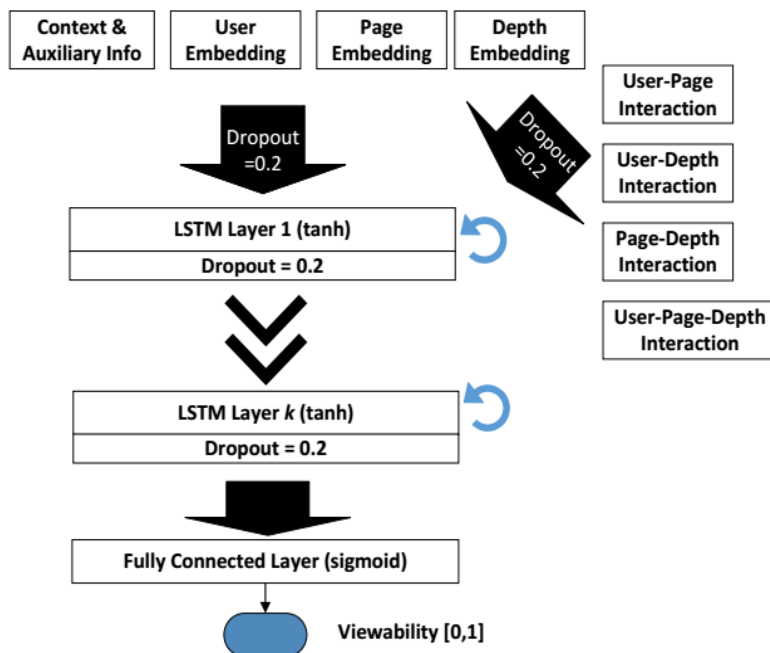 Context &
Auxiliary Info
User
Embedding
Page
Embedding
Depth
Embedding
User-Page
Interaction
Dropout
=0.2
Dropout
=0.2
User-Depth
Interaction
LSTM Layer 1 (tanh)
Dropout = 0.2
Page-Depth
Interaction
User-Page-Depth
Interaction
LSTM Layer k (tanh)
Dropout = 0.2
Fully Connected Layer (sigmoid)
Viewability [0,1]